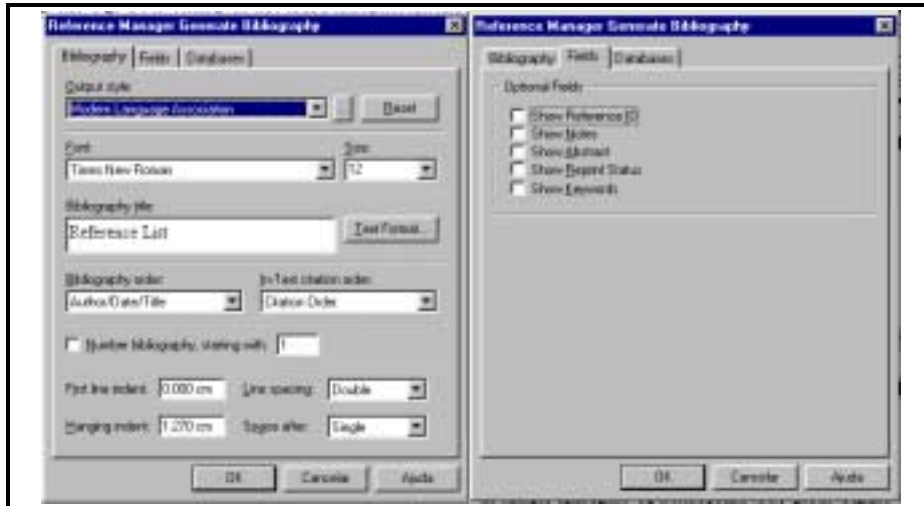 Reference Manager Generate Bibliography
Bibliography Fields Databases
Output style
Modern Language Association
Reset
Font:
Size:
Times New Roman
12
Bibliography title:
Reference List
Text Format...
Bibliography order:
In-Text citation order:
Author/Date/Title
Citation Order
Number bibliography, starting with: 1
First line indent: 0.000 cm
Line spacing: Double
Hanging indent: 1.270 cm
Space after: Single
OK
Cancelar
Ajuda
Reference Manager Generate Bibliography
Bibliography Fields Databases
Optional Fields
Show Reference ID
Show Notes
Show Abstract
Show Reprint Status
Show Keywords
OK
Cancelar
Ajuda